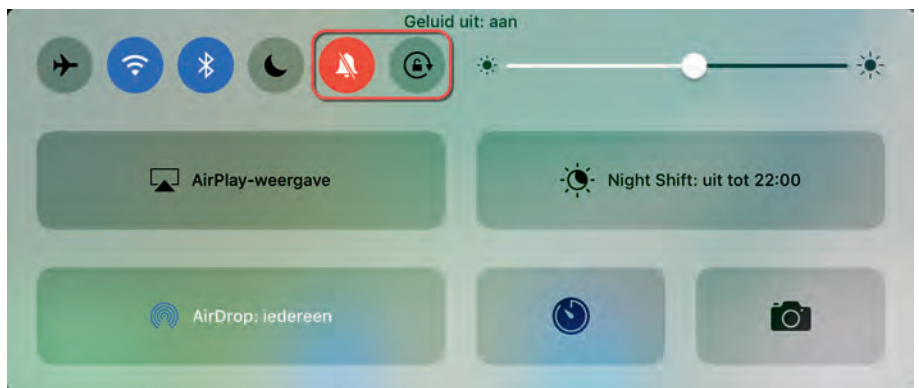 Geluid uit: aan
AirPlay-weergave
Night Shift: uit tot 22:00
AirDrop: iedereen